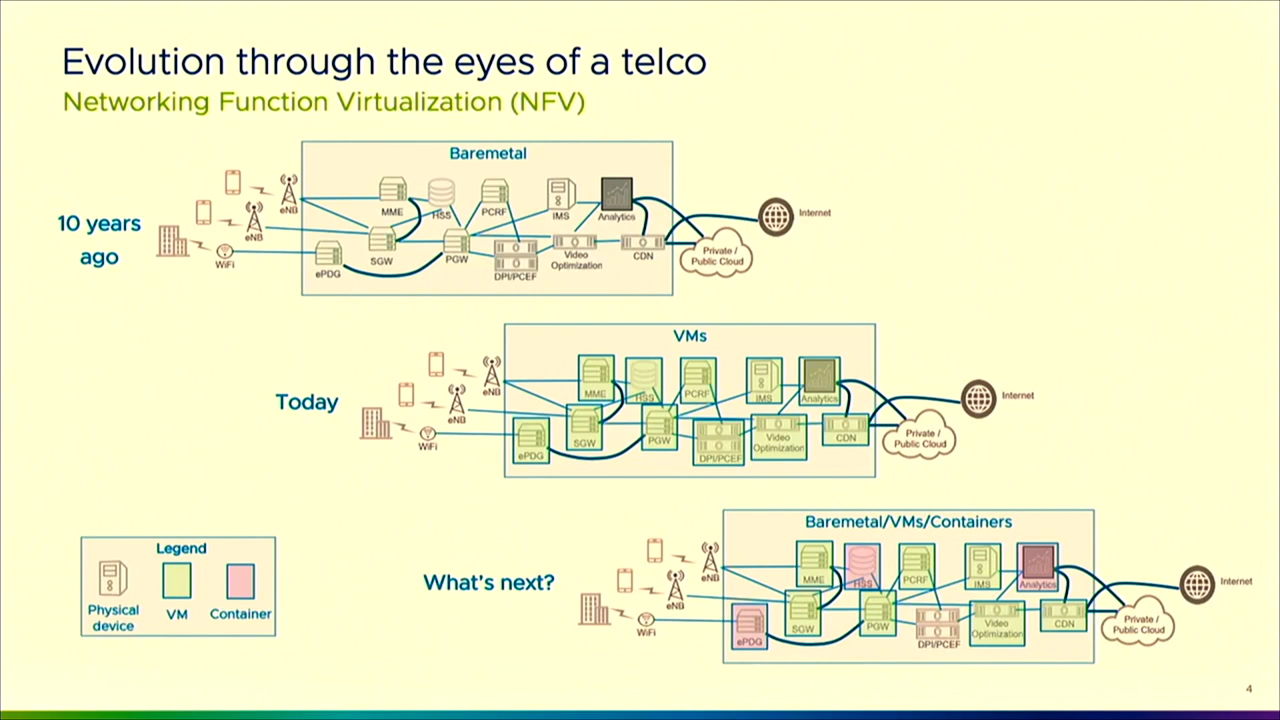 Evolution through the eyes of a telco
Networking Function Virtualization (NFV)
10 years
ago
Baremetal
eNB
eNB
WiFi
MME
HSS
PCRF
IMS
Analytics
SGW
PGW
ePDG
DPI/PCEF
Video
Optimization
CDN
Internet
Private /
Public Cloud
Today
VMs
eNB
eNB
WiFi
MME
HSS
PCRF
IMS
Analytics
SGW
PGW
ePDG
DPI/PCEF
Video
Optimization
CDN
Internet
Private /
Public Cloud
What's next?
Baremetal/VMs/Containers
eNB
eNB
WiFi
MME
HSS
PCRF
IMS
Analytics
SGW
PGW
ePDG
DPI/PCEF
Video
Optimization
CDN
Internet
Private /
Public Cloud
Legend
Physical
device
VM
Container
4